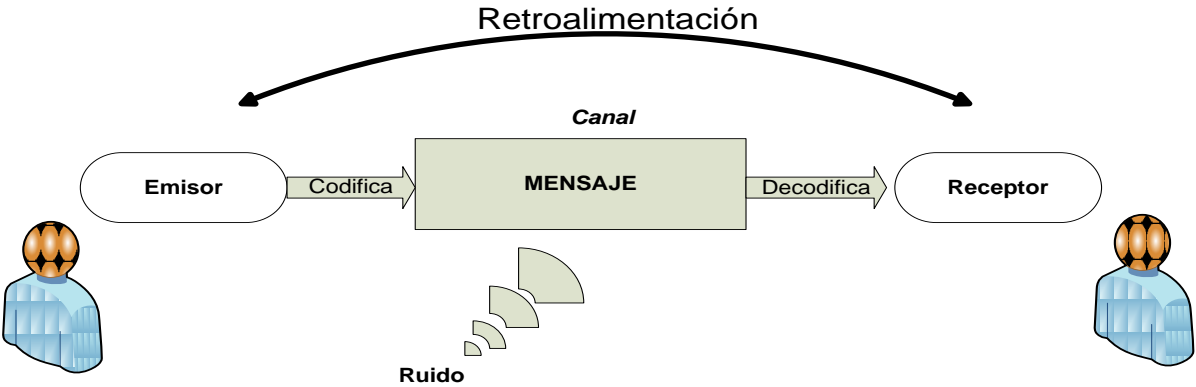 Retroalimentación
Canal
Emisor
Codifica
MENSAJE
Decodifica
Receptor
Ruido